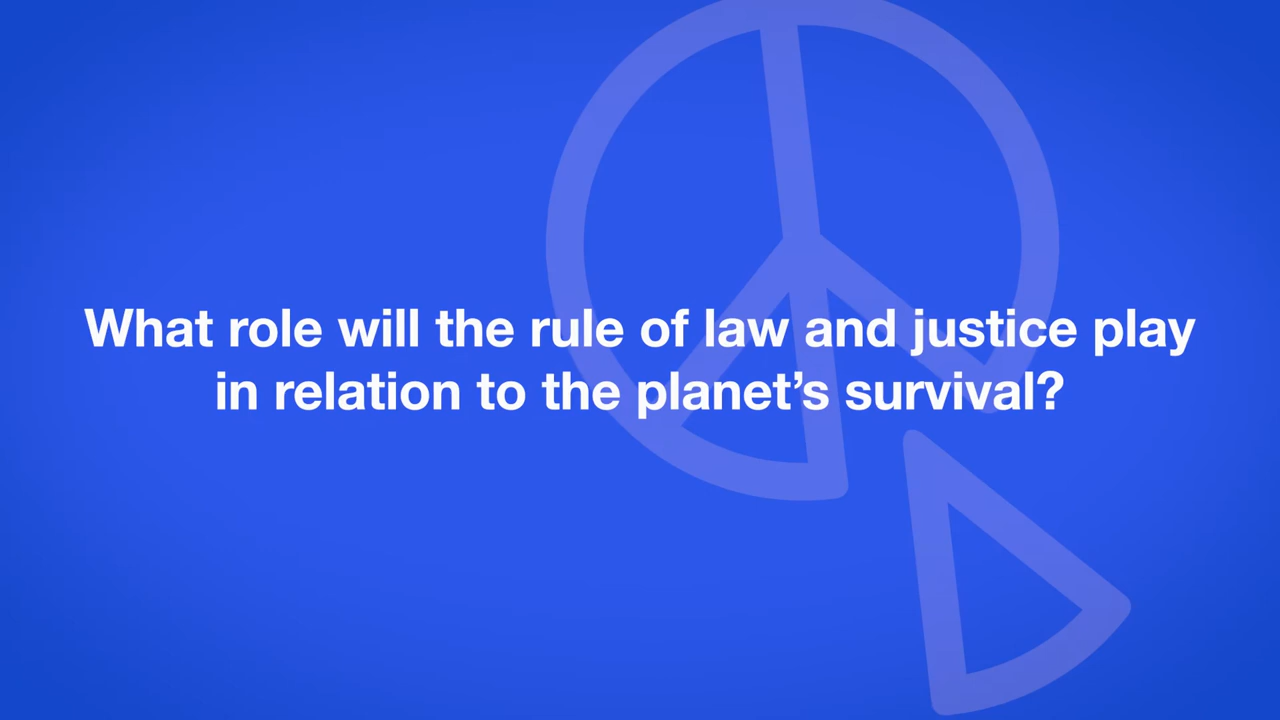 What role will the rule of law and justice play
in relation to the planet’s survival?